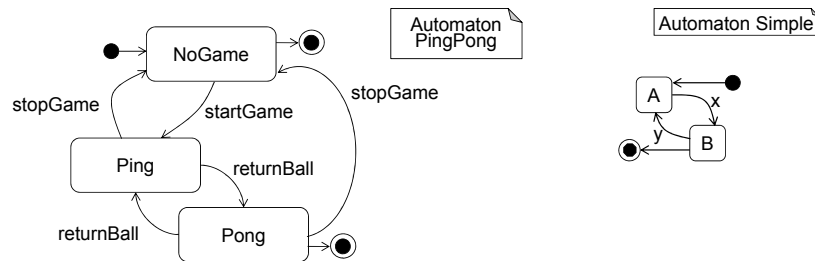 NoGame
Automaton
PingPong
Automaton Simple
stopGame
startGame
stopGame
A
x
y
B
Ping
returnBall
returnBall
Pong